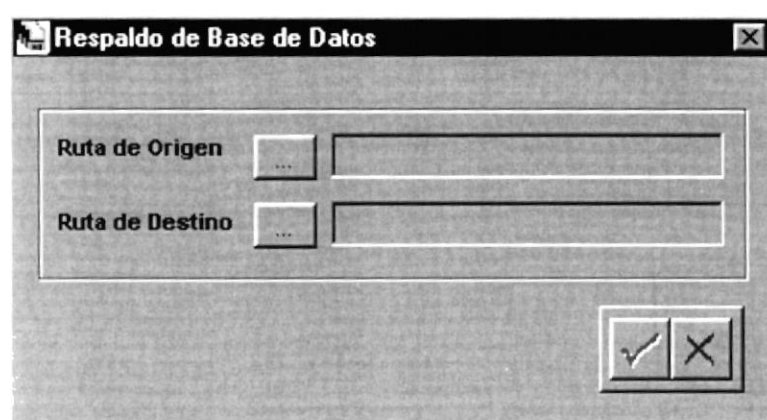 Respaldo de Base de Datos
Ruta de Origen ...
Ruta de Destino ...